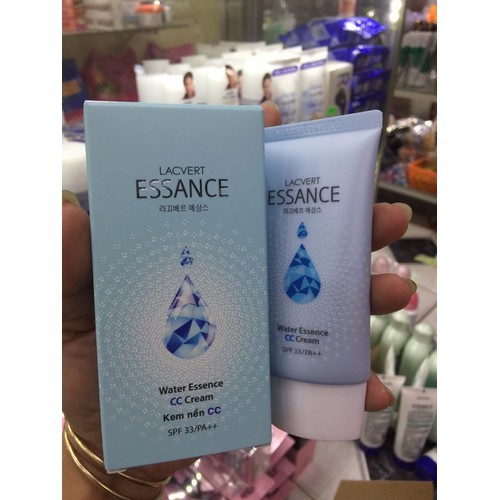 LACVERT
ESSANCE
라끄베르 에상스
Water Essence
CC Cream
Kem nền CC
SPF 33/PA++
LACVERT
ESSANCE
라끄베르 에상스
Water Essence
CC Cream
SPF 33/PA++